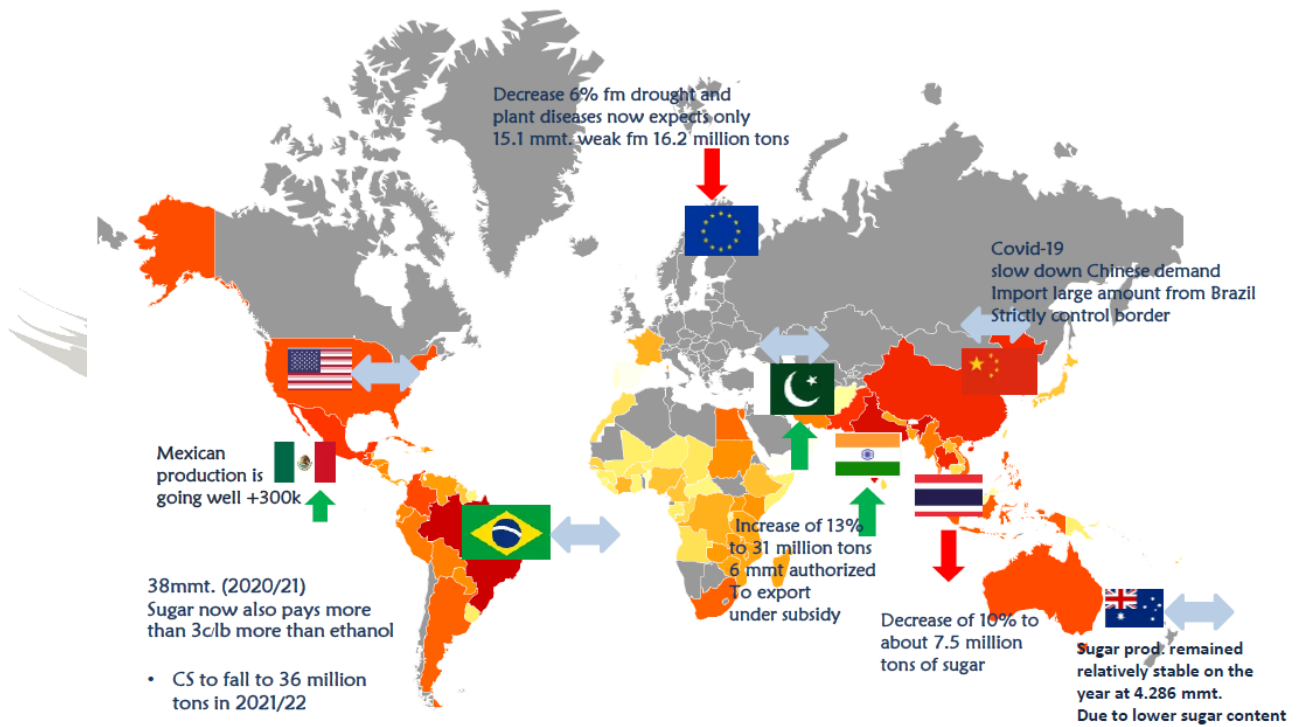 Decrease 6% fm drought and
plant diseases now expects only
15.1 mmt. weak fm 16.2 million tons
Covid-19
slow down Chinese demand
Import large amount from Brazil
Strictly control border
Mexican
production is
going well +300k
38mmt. (2020/21)
Sugar now also pays more
than 3c/lb more than ethanol
• CS to fall to 36 million
tons in 2021/22
Increase of 13%
to 31 million tons
6 mmt authorized
To export
under subsidy
Decrease of 10% to
about 7.5 million
tons of sugar
Sugar prod. remained
relatively stable on the
year at 4.286 mmt.
Due to lower sugar content